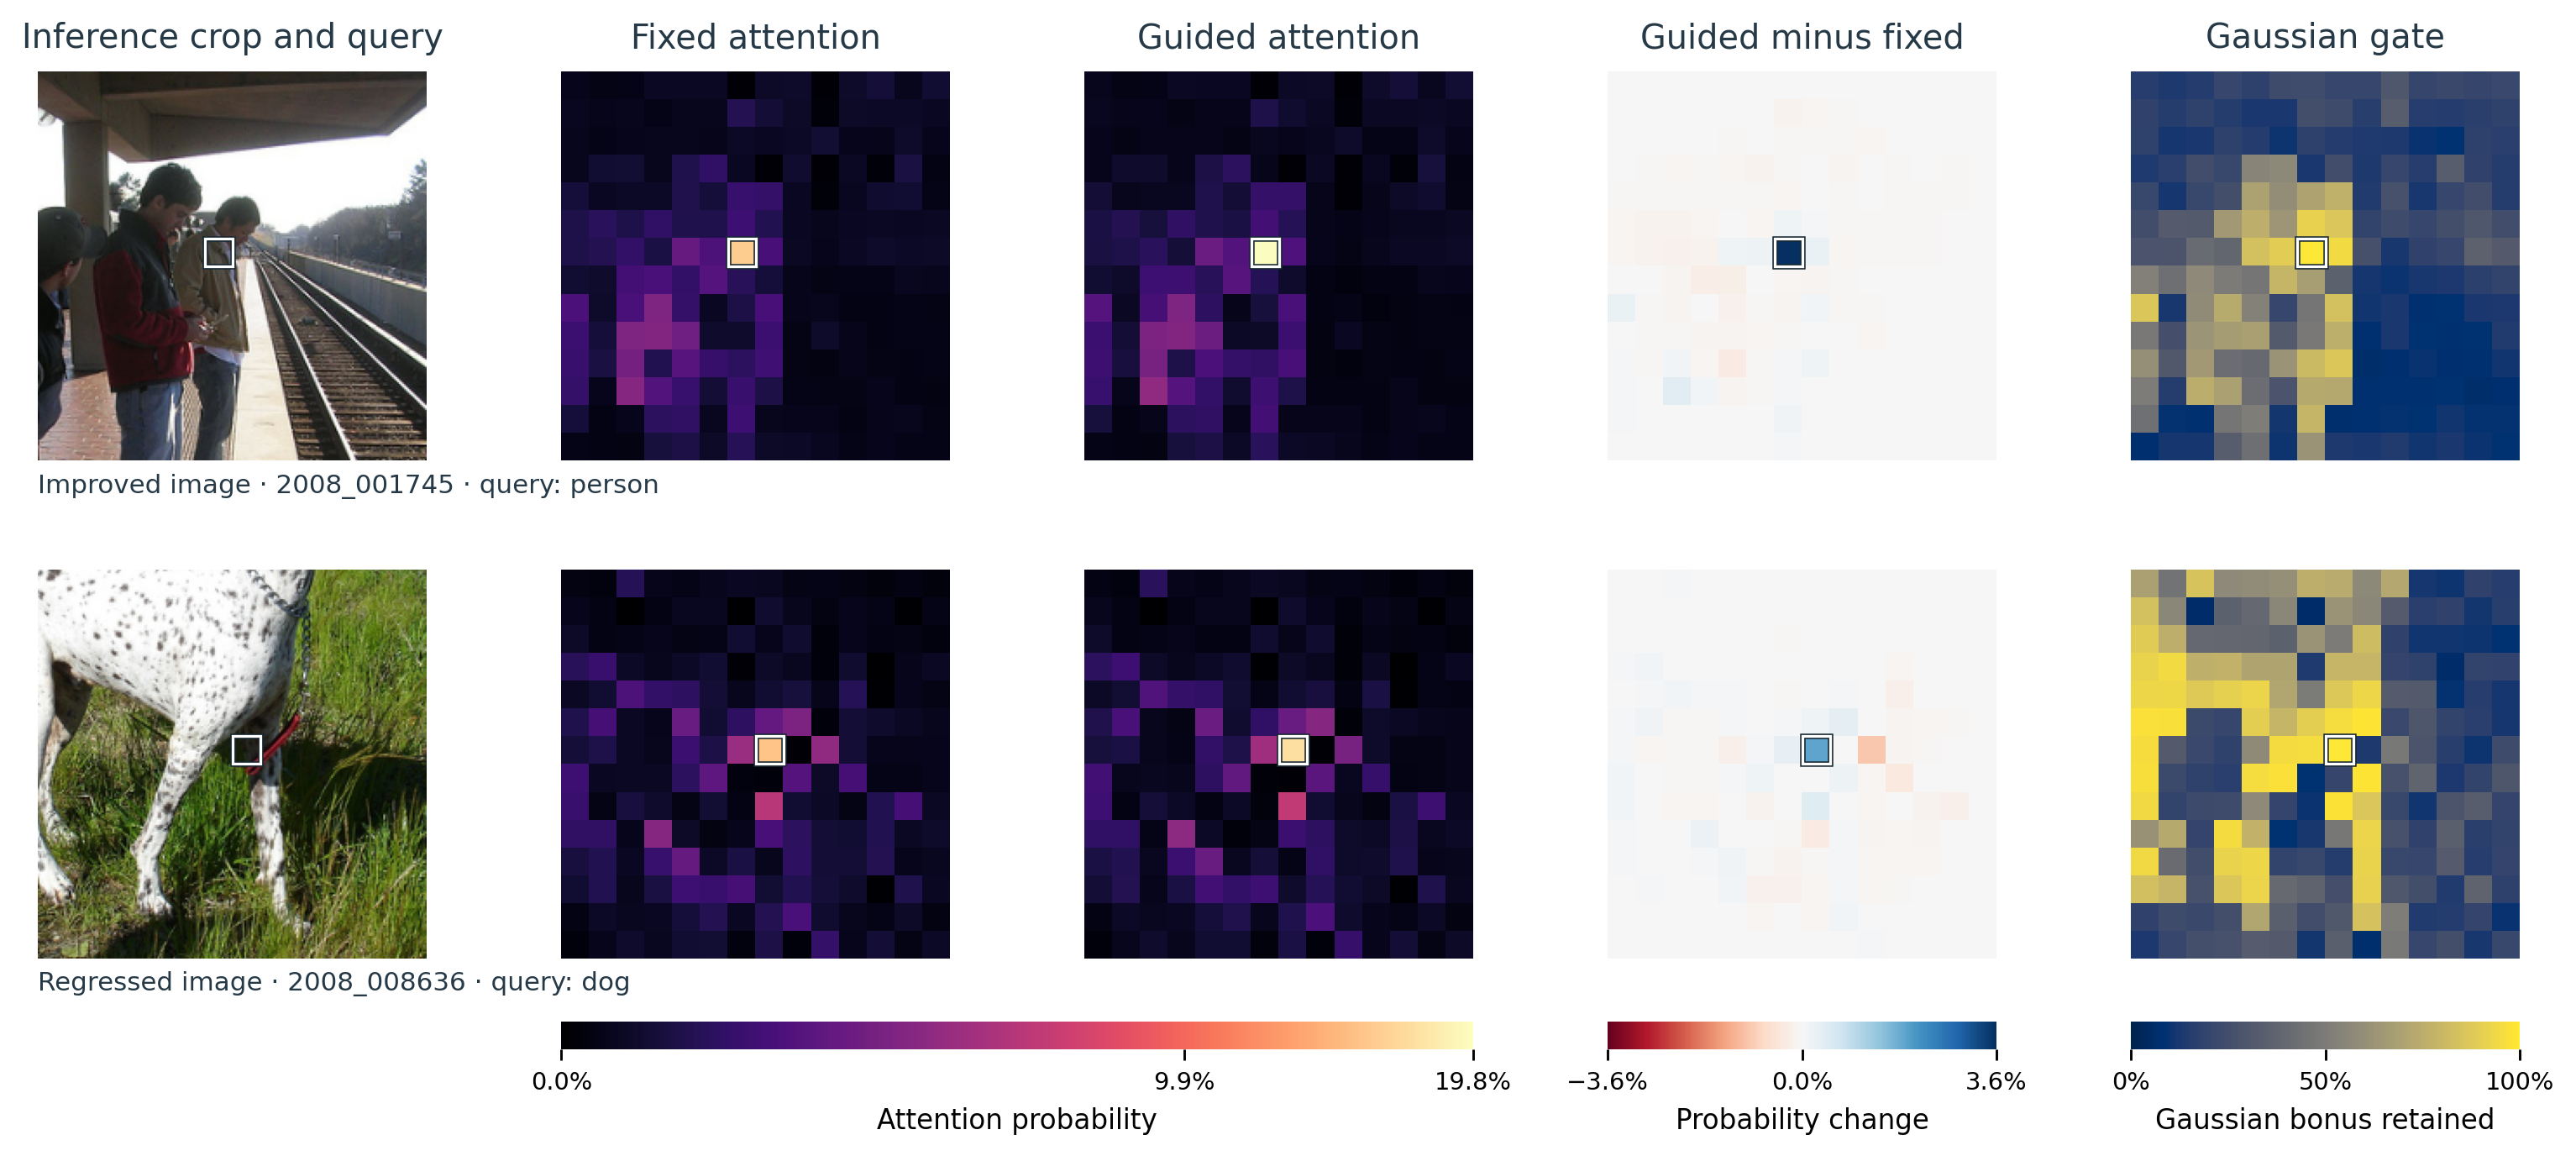 Inference crop and query
Fixed attention
Guided attention
Guided minus fixed
Gaussian gate
Improved image · 2008_001745 · query: person
Regressed image · 2008_008636 · query: dog
0.0%
9.9%
19.8%
Attention probability
−3.6%
0.0%
3.6%
Probability change
0%
50%
100%
Gaussian bonus retained